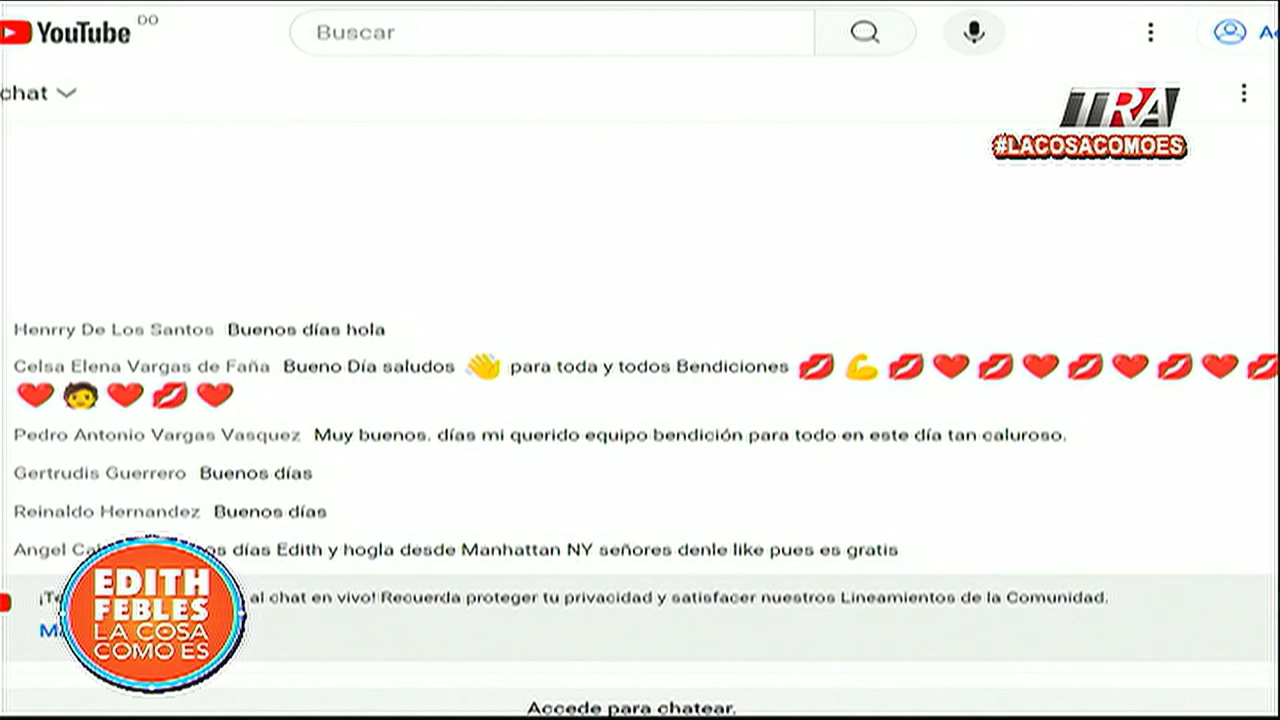 YouTube DO
Buscar
chat
TRA
#LACOSACOMOES
Henrry De Los Santos Buenos días hola
Celsa Elena Vargas de Faña Bueno Día saludos 👋 para toda y todos Bendiciones 💋 💪 💋 ❤️ 💋 ❤️ 💋 ❤️ 💋 ❤️ 💋
❤️ 🧒 ❤️ 💋 ❤️
Pedro Antonio Vargas Vasquez Muy buenos. días mi querido equipo bendición para todo en este día tan caluroso.
Gertrudis Guerrero Buenos días
Reinaldo Hernandez Buenos días
Angel días Edith y hogla desde Manhattan NY señores denle like pues es gratis
al chat en vivo! Recuerda proteger tu privacidad y satisfacer nuestros Lineamientos de la Comunidad.
EDITH
FEBLES
LA COSA
COMO ES
Accede para chatear.